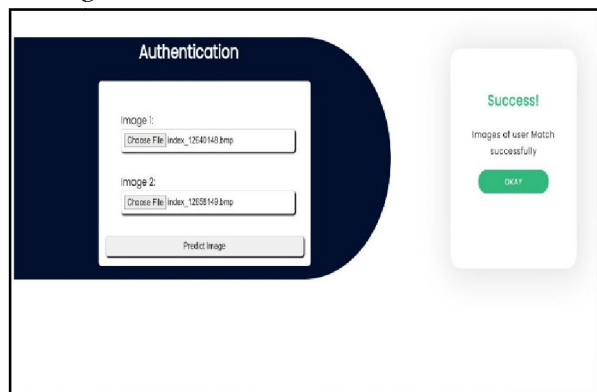 Authentication
Image 1:
Choose File index_12640148.bmp
Image 2:
Choose File index_12658149.bmp
Predict Image
Success!
Images of user Match
successfully
OKAY